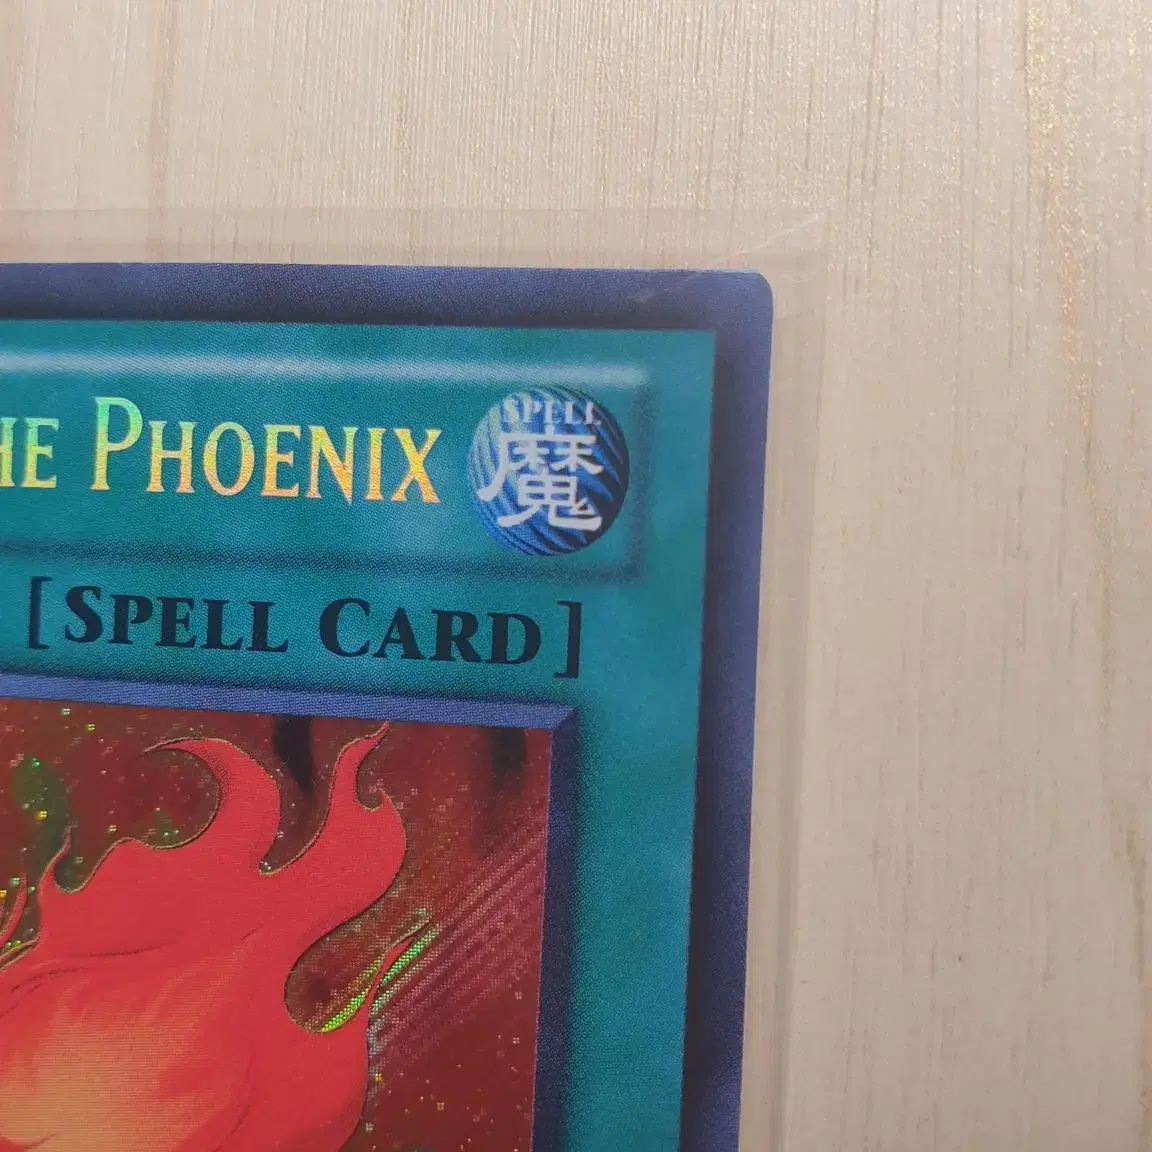 HE PHOENIX
SPELL
魔
[SPELL CARD]